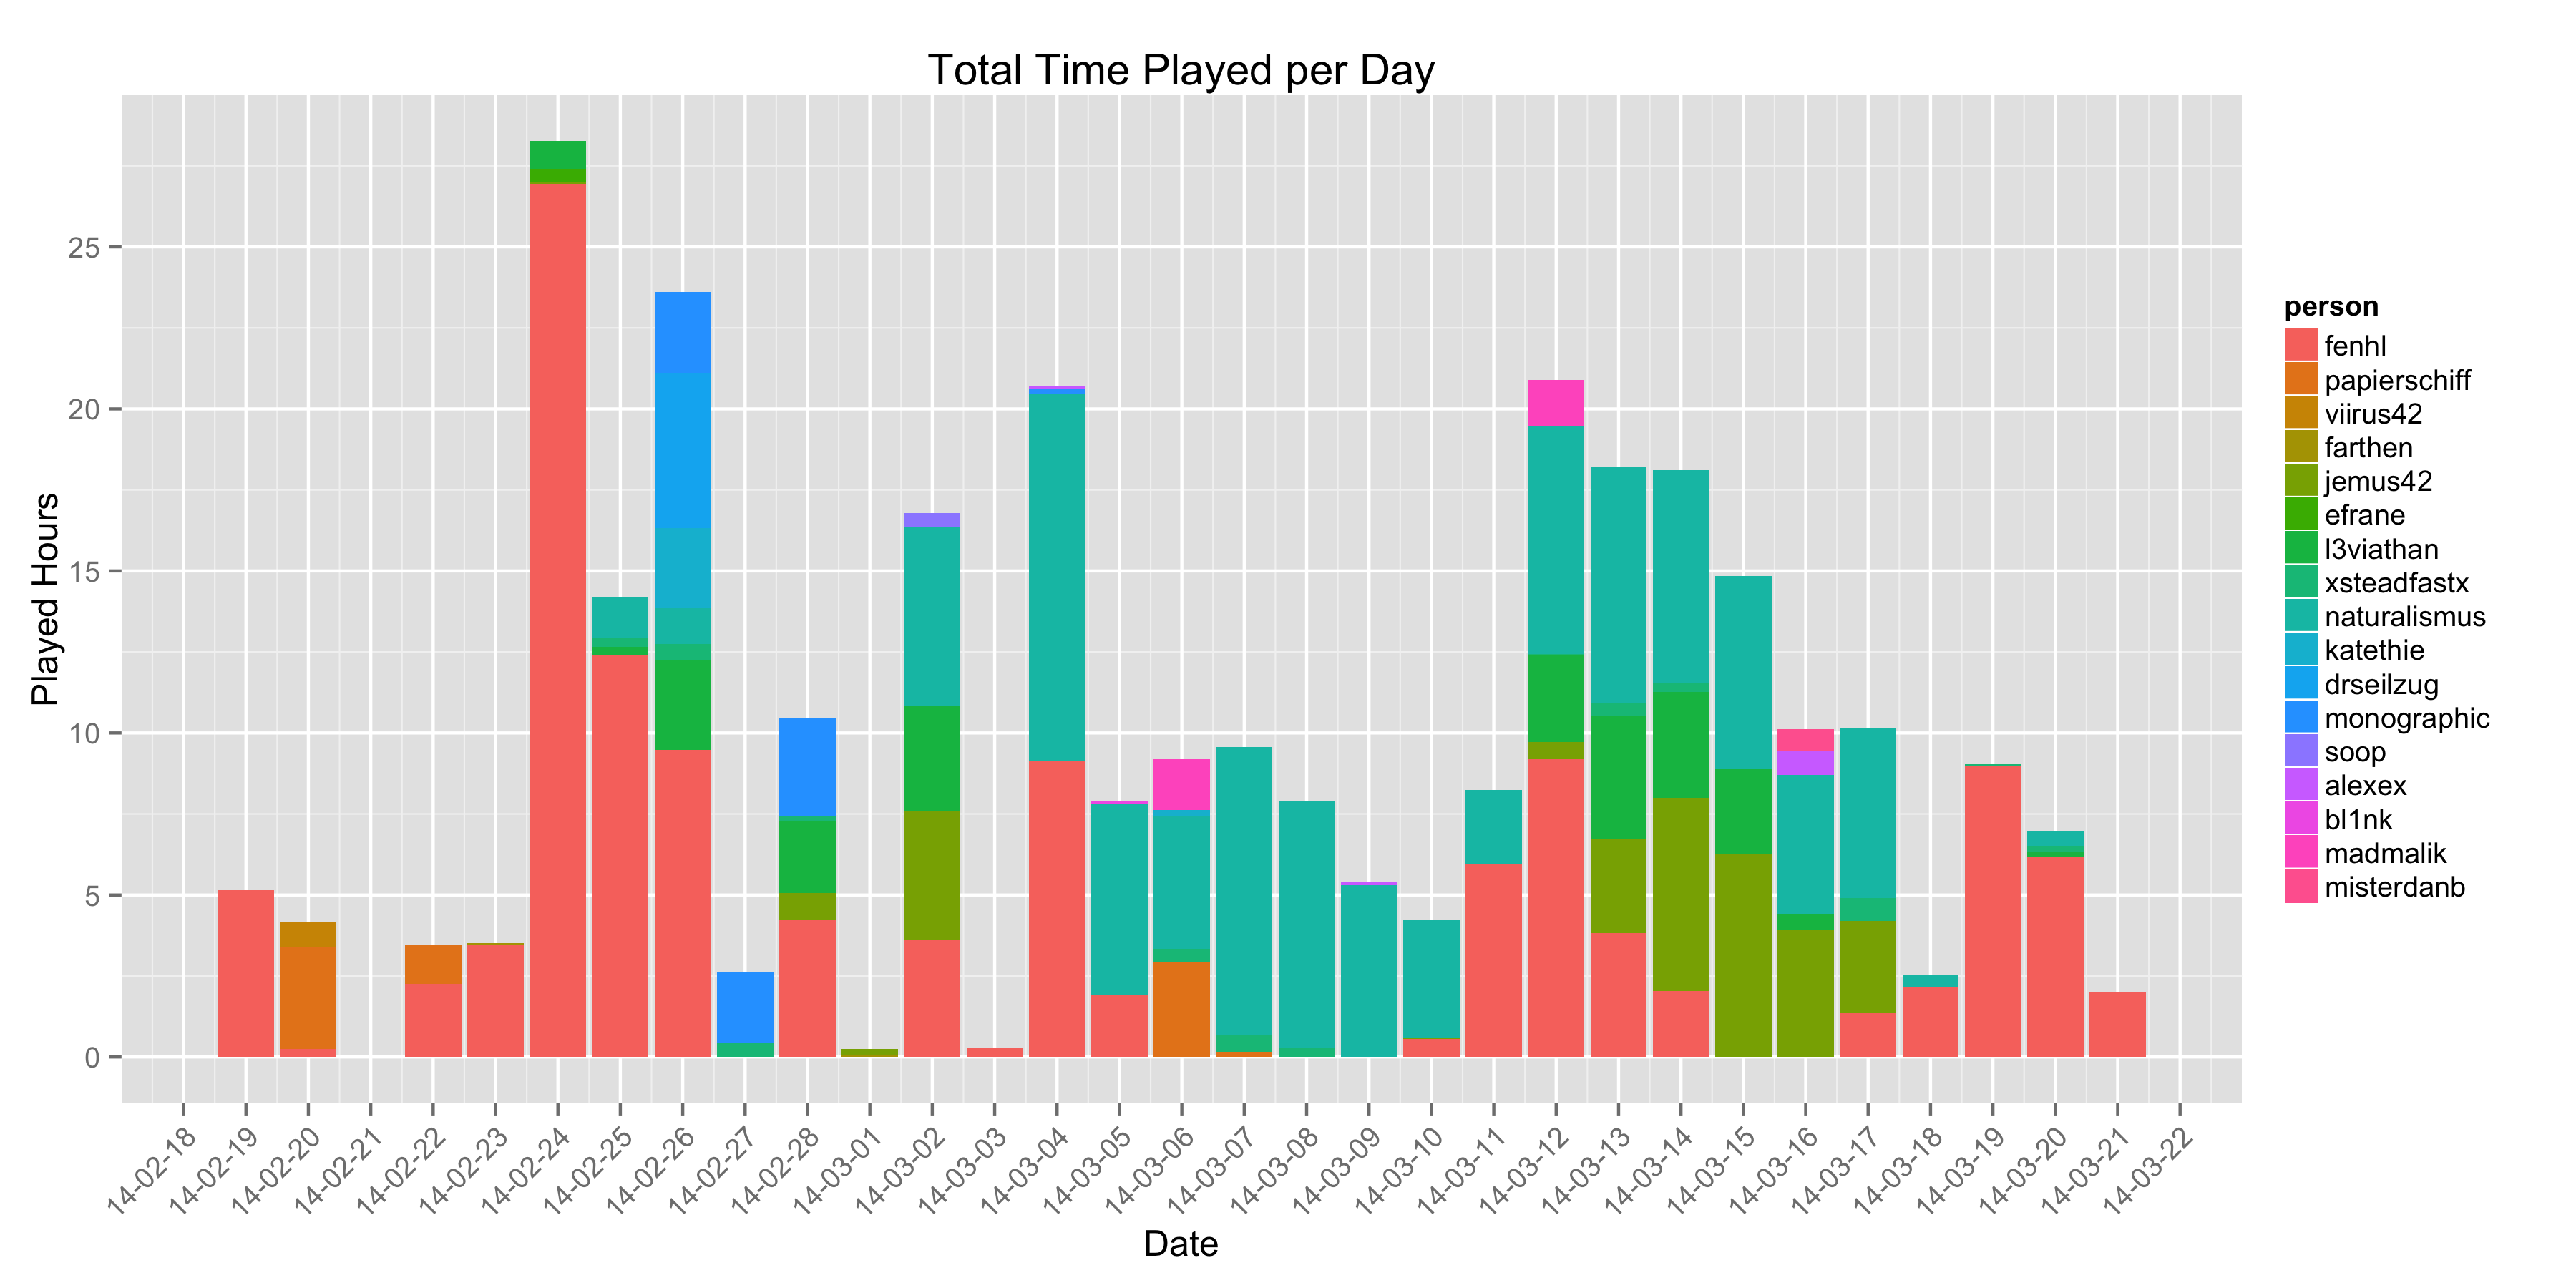 Total Time Played per Day
Played Hours
25
20
15
10
5
0
14-02-18
14-02-19
14-02-20
14-02-21
14-02-22
14-02-23
14-02-24
14-02-25
14-02-26
14-02-27
14-02-28
14-03-01
14-03-02
14-03-03
14-03-04
14-03-05
14-03-06
14-03-07
14-03-08
14-03-09
14-03-10
14-03-11
14-03-12
14-03-13
14-03-14
14-03-15
14-03-16
14-03-17
14-03-18
14-03-19
14-03-20
14-03-21
14-03-22
Date
person
fenhl
papierschiff
viirus42
farthen
jemus42
efrane
l3viathan
xsteadfastx
naturalismus
katethie
drseilzug
monographic
soop
alexex
bl1nk
madmalik
misterdanb